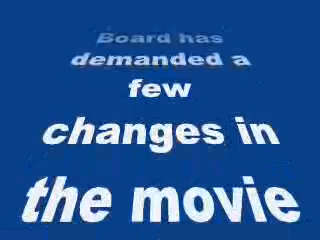 Board has
demanded a
few
changes in
the movie